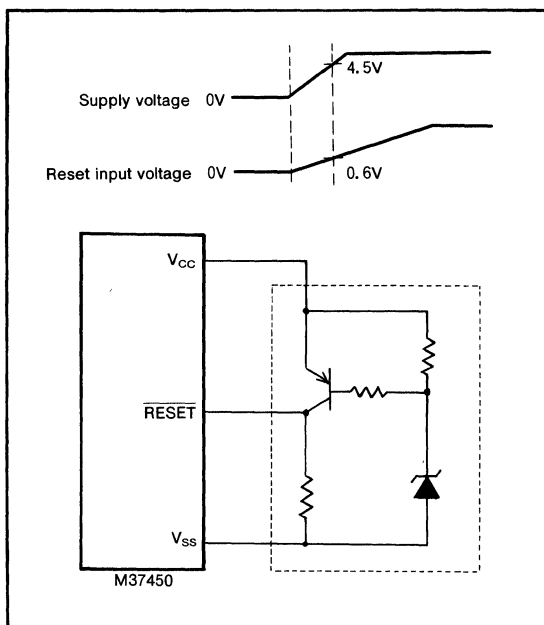 4.5V
Supply voltage 0V
Reset input voltage 0V
0.6V
VCC
RESET
VSS
M37450